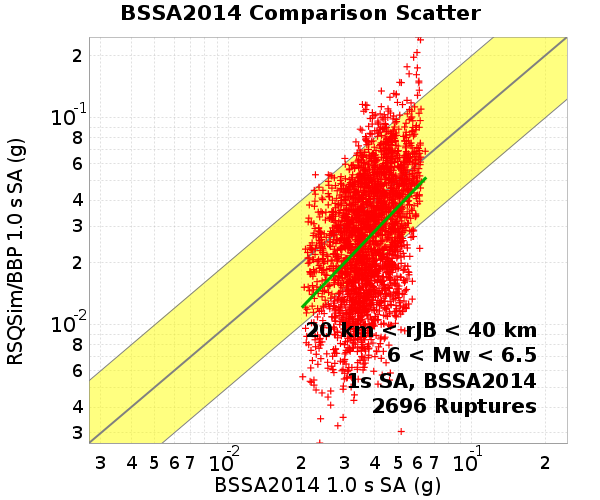 BSSA2014 Comparison Scatter
RSQSim/BBP 1.0 s SA (g)
2
10-1
8
6
4
3
2
10-2
8
6
4
3
20 km < rJB < 40 km
6 < Mw < 6.5
1s SA, BSSA2014
2696 Ruptures
3 4 5 6 7 10-2 2 3 4 5 6 7 10-1 2
BSSA2014 1.0 s SA (g)